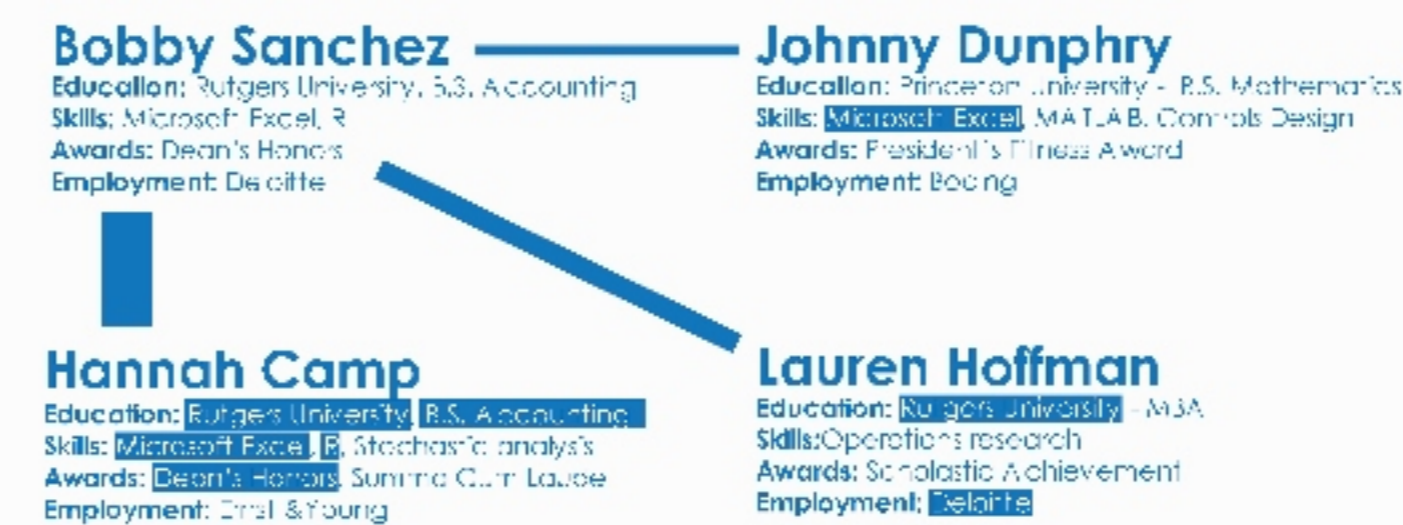 Bobby Sanchez
Education: Rutgers University, B.S. Accounting
Skills: Microsoft Excel, R
Awards: Dean's Honors
Employment: Deloitte
Johnny Dunphry
Education: Princeton University - B.S. Mathematics
Skills: Microsoft Excel, MATLAB, Controls Design
Awards: President's Fitness Award
Employment: Boeing
Hannah Camp
Education: Rutgers University, B.S. Accounting
Skills: Microsoft Excel, R, Stochastic analysis
Awards: Dean's Honors, Summa Cum Laude
Employment: Ernst & Young
Lauren Hoffman
Education: Rutgers University - MBA
Skills:Operations research
Awards: Scholastic Achievement
Employment: Deloitte